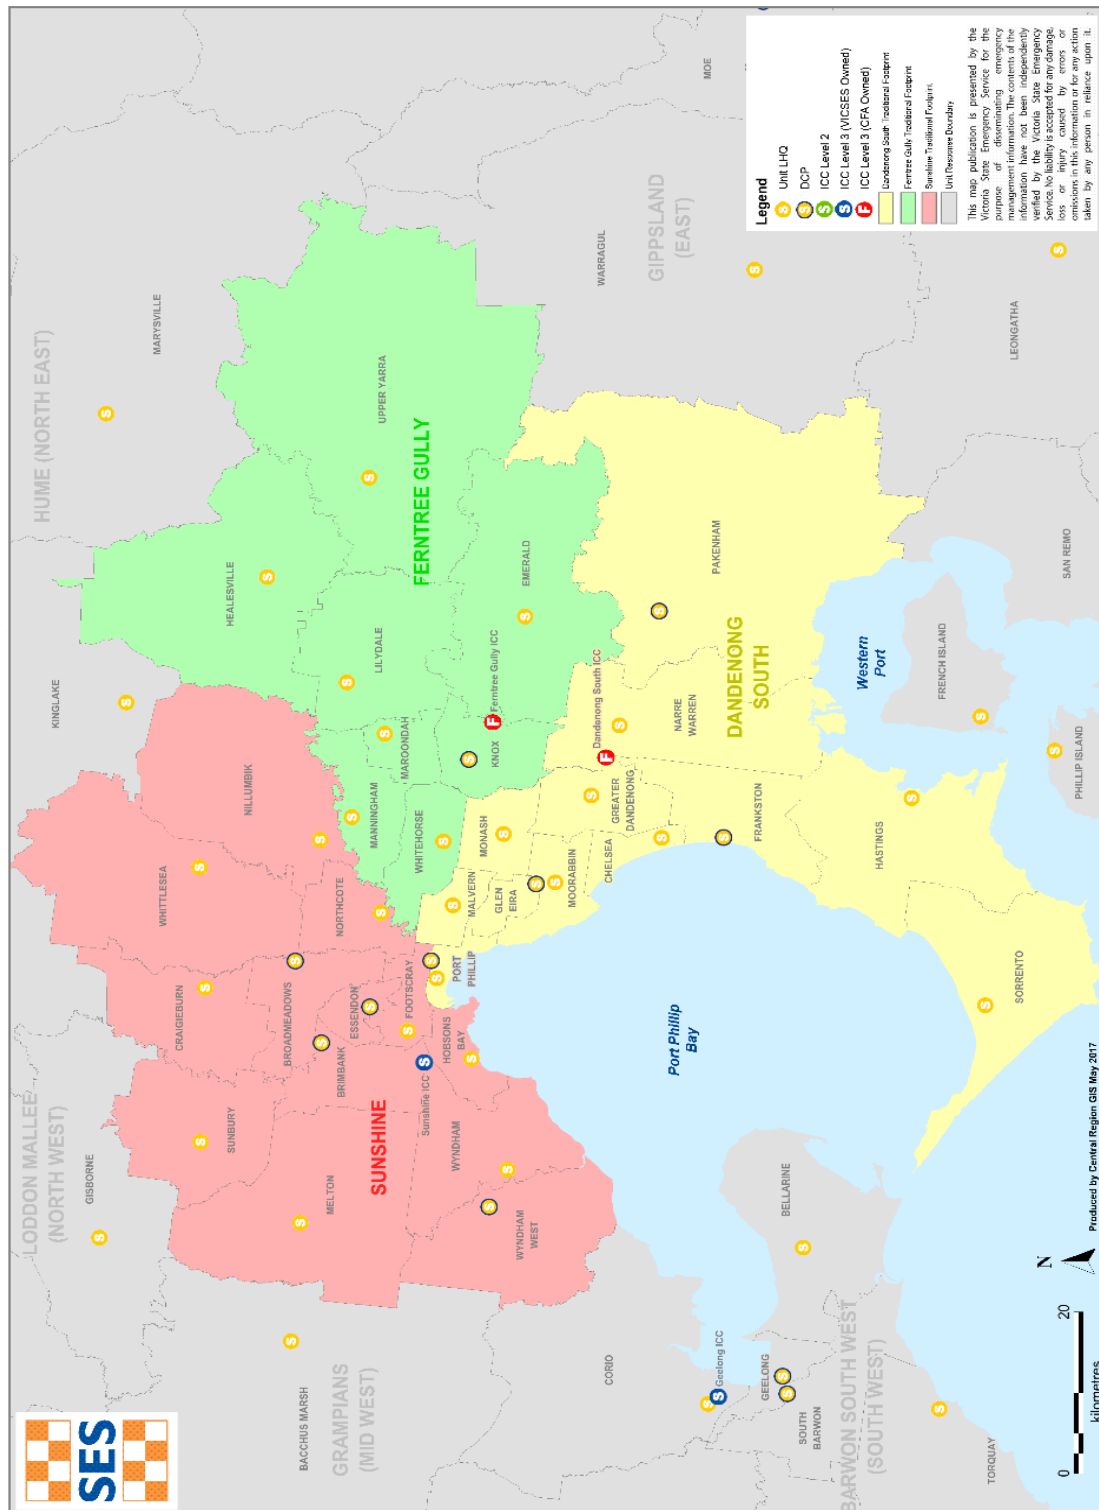 SES
LODDON MALLEE
(NORTH WEST)
HUME (NORTH EAST)
GISBORNE
KINGLAKE
MARYSVILLE
SUNBURY
CRAIGIEBURN
WHITTLESEA
NILLUMBIK
HEALESVILLE
BACCHUS MARSH
GRAMPIANS
(MID WEST)
MELTON
SUNSHINE
BROADMEADOWS
BRIMBANK
ESSENDON
NORTHCOTE
MANNINGHAM
MAROONDAH
LILYDALE
UPPER YARRA
FERNTREE GULLY
WYNDHAM
WEST
WYNDHAM
Sunshine ICC
HOBSONS
BAY
FOOTSCRAY
PORT
PHILLIP
WHITEHORSE
KNOX
Ferntree Gully ICC
EMERALD
MALVERN
GLEN
EIRA
MONASH
MOORABBIN
CHELSEA
GREATER
DANDENONG
Dandenong South ICC
NARRE
WARREN
PAKENHAM
DANDENONG
SOUTH
CORIO
Geelong ICC
GEELONG
SOUTH
BARWON
BARWON SOUTH WEST
(SOUTH WEST)
BELLARINE
TORQUAY
Port Phillip
Bay
FRANKSTON
HASTINGS
SORRENTO
Western
Port
FRENCH ISLAND
PHILLIP ISLAND
SAN REMO
WARRAGUL
GIPPSLAND
(EAST)
MOE
LEONGATHA
0
20
kilometres
N
Produced by Central Region GIS May 2017
Legend
S Unit LHQ
S DCP
S ICC Level 2
S ICC Level 3 (VICSES Owned)
F ICC Level 3 (CFA Owned)
Dandenong South Traditional Footprint
Ferntree Gully Traditional Footprint
Sunshine Traditional Footprint
Unit Response Boundary
This map publication is presented by the
Victoria State Emergency Service for the
purpose of disseminating emergency
management information. The contents of the
information have not been independently
verified by the Victoria State Emergency
Service. No liability is accepted for any damage,
loss or injury caused by errors or
omissions in this information or for any action
taken by any person in reliance upon it.